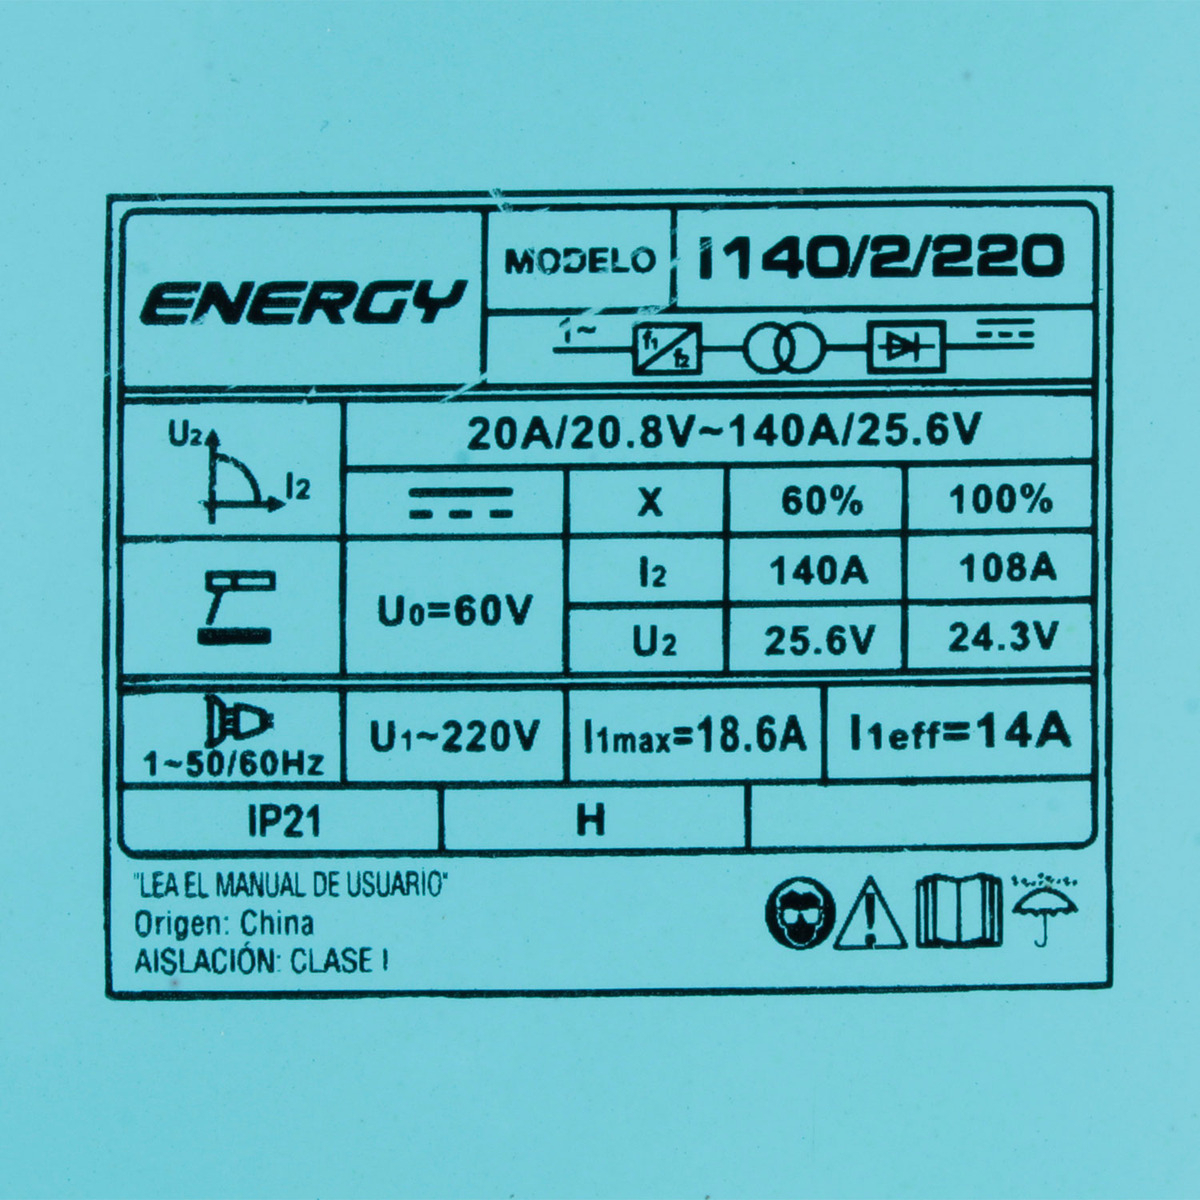 ENERGY
MODELO
I140/2/220
1~
f1
f2
U2
I2
20A/20.8V~140A/25.6V
X 60% 100%
U0=60V
I2 140A 108A
U2 25.6V 24.3V
1~50/60Hz
U1~220V
I1max=18.6A
I1eff=14A
IP21
H
"LEA EL MANUAL DE USUARIO"
Origen: China
AISLACIÓN: CLASE I